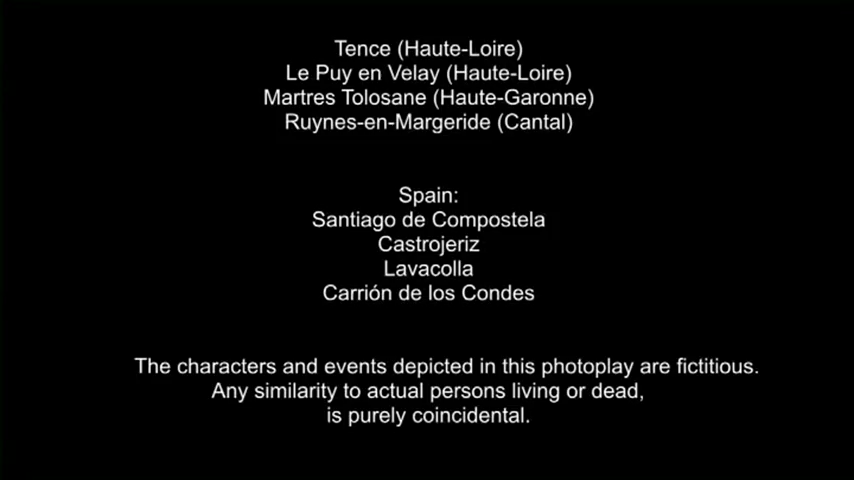 Tence (Haute-Loire)
Le Puy en Velay (Haute-Loire)
Martres Tolosane (Haute-Garonne)
Ruynes-en-Margeride (Cantal)
Spain:
Santiago de Compostela
Castrojeriz
Lavacolla
Carrión de los Condes
The characters and events depicted in this photoplay are fictitious.
Any similarity to actual persons living or dead,
is purely coincidental.